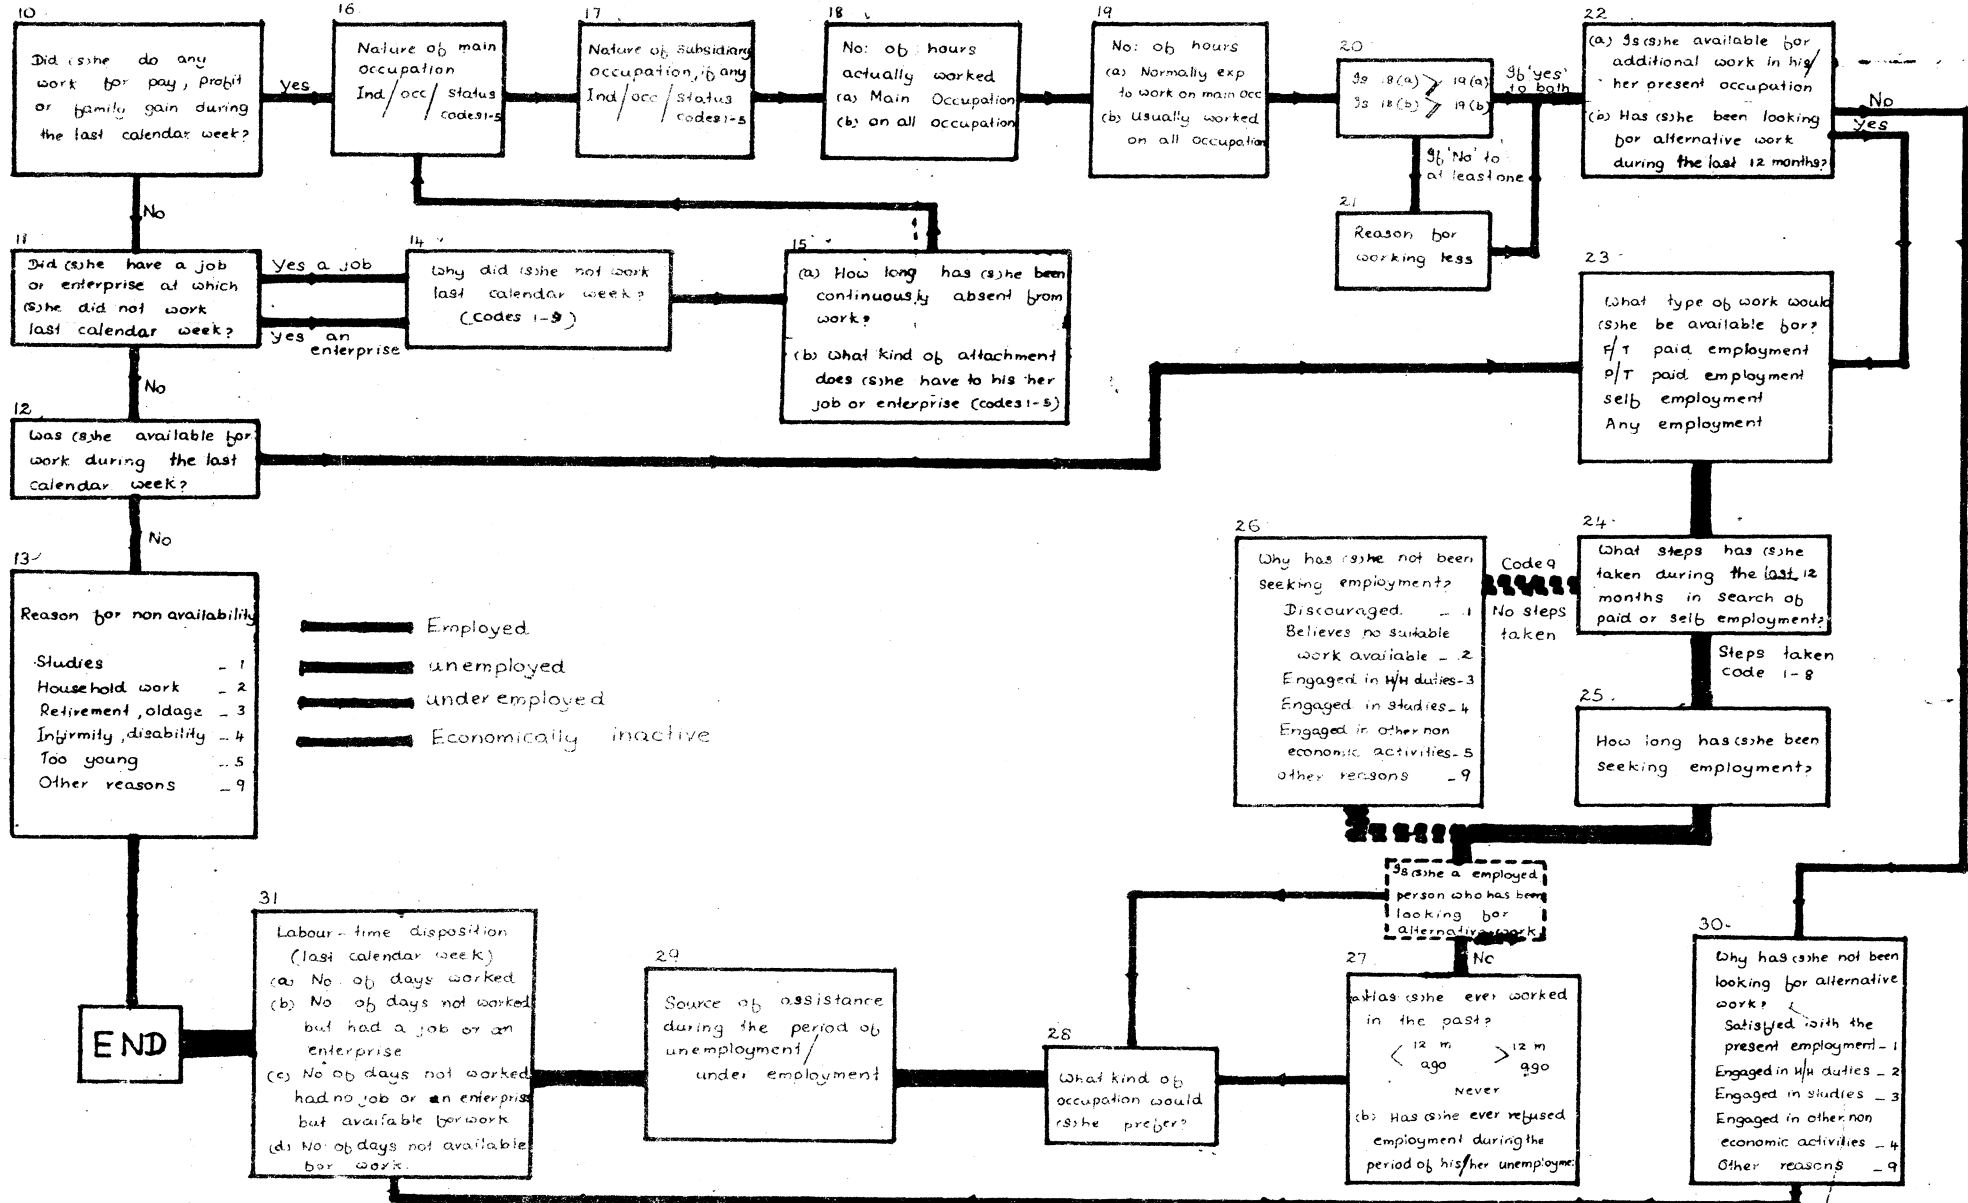 10
Did (s)he do any
work for pay, profit
or family gain during
the last calendar week?
yes
No
16
Nature of main
occupation
Ind/occ/status
codes 1-5
17
Nature of subsidiary
occupation, if any
Ind/occ/status
codes 1-5
18
No: of hours
actually worked
(a) Main Occupation
(b) on all occupation
19
No: of hours
(a) Normally exp
to work on main occ
(b) Usually worked
on all occupation
20
Is 18(a) > 19(a)
Is 18(b) > 19(b)
If 'yes'
to both
If 'No' to
at least one
21
Reason for
working less
22
(a) Is (s)he available for
additional work in his/
her present occupation
(b) Has (s)he been looking
for alternative work
during the last 12 months?
No
Yes
11
Did (s)he have a job
or enterprise at which
(s)he did not work
last calendar week?
Yes a job
Yes an
enterprise
No
14
Why did (s)he not work
last calendar week?
(codes 1-9)
15
(a) How long has (s)he been
continuously absent from
work?
(b) What kind of attachment
does (s)he have to his her
job or enterprise (codes 1-5)
23
What type of work would
(s)he be available for?
F/T paid employment
P/T paid employment
self employment
Any employment
12
Was (s)he available for
work during the last
calendar week?
No
13
Reason for non availability
Studies - 1
Household work - 2
Retirement, oldage - 3
Infirmity, disability - 4
Too young - 5
Other reasons - 9
Employed
unemployed
under employed
Economically inactive
26
Why has (s)he not been
seeking employment?
Discouraged. - 1
Believes no suitable
work available - 2
Engaged in H/H duties - 3
Engaged in studies - 4
Engaged in other non
economic activities - 5
other reasons - 9
Code 9
No steps
taken
24
What steps has (s)he
taken during the last 12
months in search of
paid or self employment?
Steps taken
code 1-8
25
How long has (s)he been
seeking employment?
Is (s)he a employed
person who has been
looking for
alternative work
No
27
(a) Has (s)he ever worked
in the past?
< 12 m > 12 m
ago ago
Never
(b) Has (s)he ever refused
employment during the
period of his/her unemployme
28
What kind of
occupation would
(s)he prefer?
29
Source of assistance
during the period of
unemployment/
under employment
30
Why has (s)he not been
looking for alternative
work?
Satisfied with the
present employment - 1
Engaged in H/H duties - 2
Engaged in studies - 3
Engaged in other non
economic activities - 4
Other reasons - 9
31
Labour-time disposition
(last calendar week)
(a) No. of days worked
(b) No. of days not worked
but had a job or an
enterprise
(c) No of days not worked
had no job or an enterpris
but available for work
(d) No of days not available
for work.
END